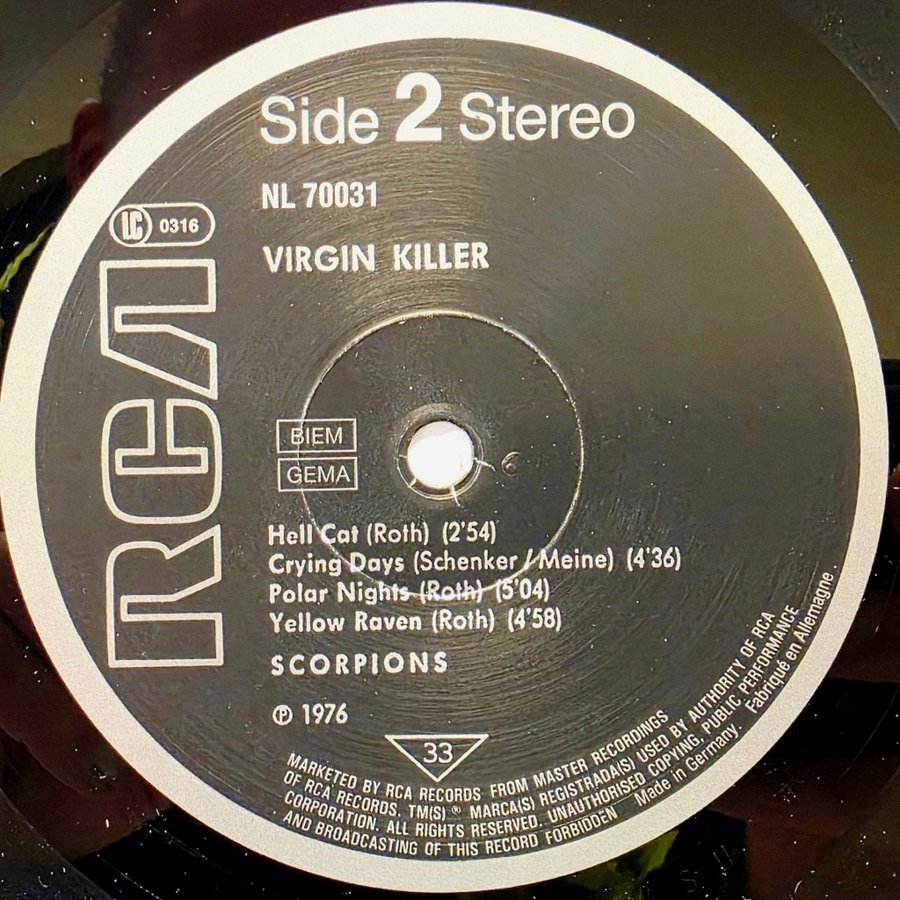 Side 2 Stereo
NL 70031
LC 0316
VIRGIN KILLER
RCA
BIEM
GEMA
6
Hell Cat (Roth) (2'54)
Crying Days (Schenker / Meine) (4'36)
Polar Nights (Roth) (5'04)
Yellow Raven (Roth) (4'58)
SCORPIONS
℗ 1976
33
MARKETED BY RCA RECORDS FROM MASTER RECORDINGS
OF RCA RECORDS. TM(S) ® MARCA(S) REGISTRADA(S) USED BY AUTHORITY OF RCA
CORPORATION. ALL RIGHTS RESERVED. UNAUTHORISED COPYING, PUBLIC PERFORMANCE
AND BROADCASTING OF THIS RECORD FORBIDDEN Made in Germany. Fabriqué en Allemagne.